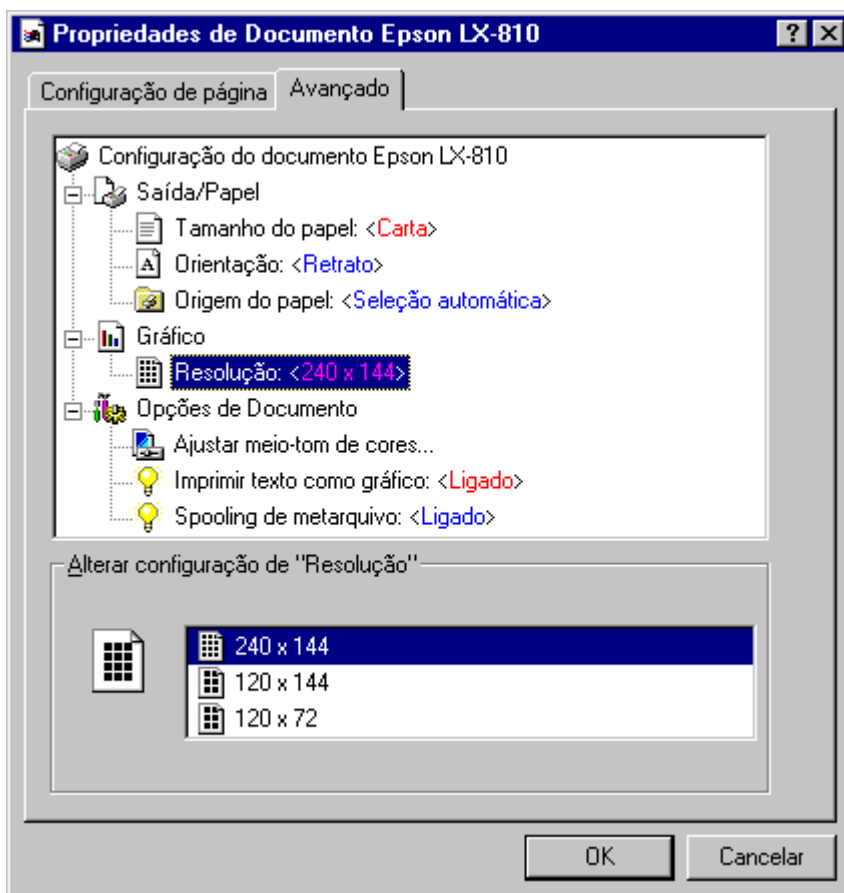 Propriedades de Documento Epson LX-810
Configuração de página
Avançado
Configuração do documento Epson LX-810
Saída/Papel
Tamanho do papel: <Carta>
Orientação: <Retrato>
Origem do papel: <Seleção automática>
Gráfico
Resolução: <240 x 144>
Opções de Documento
Ajustar meio-tom de cores...
Imprimir texto como gráfico: <Ligado>
Spooling de metarquivo: <Ligado>
Alterar configuração de "Resolução"
240 x 144
120 x 144
120 x 72
OK
Cancelar